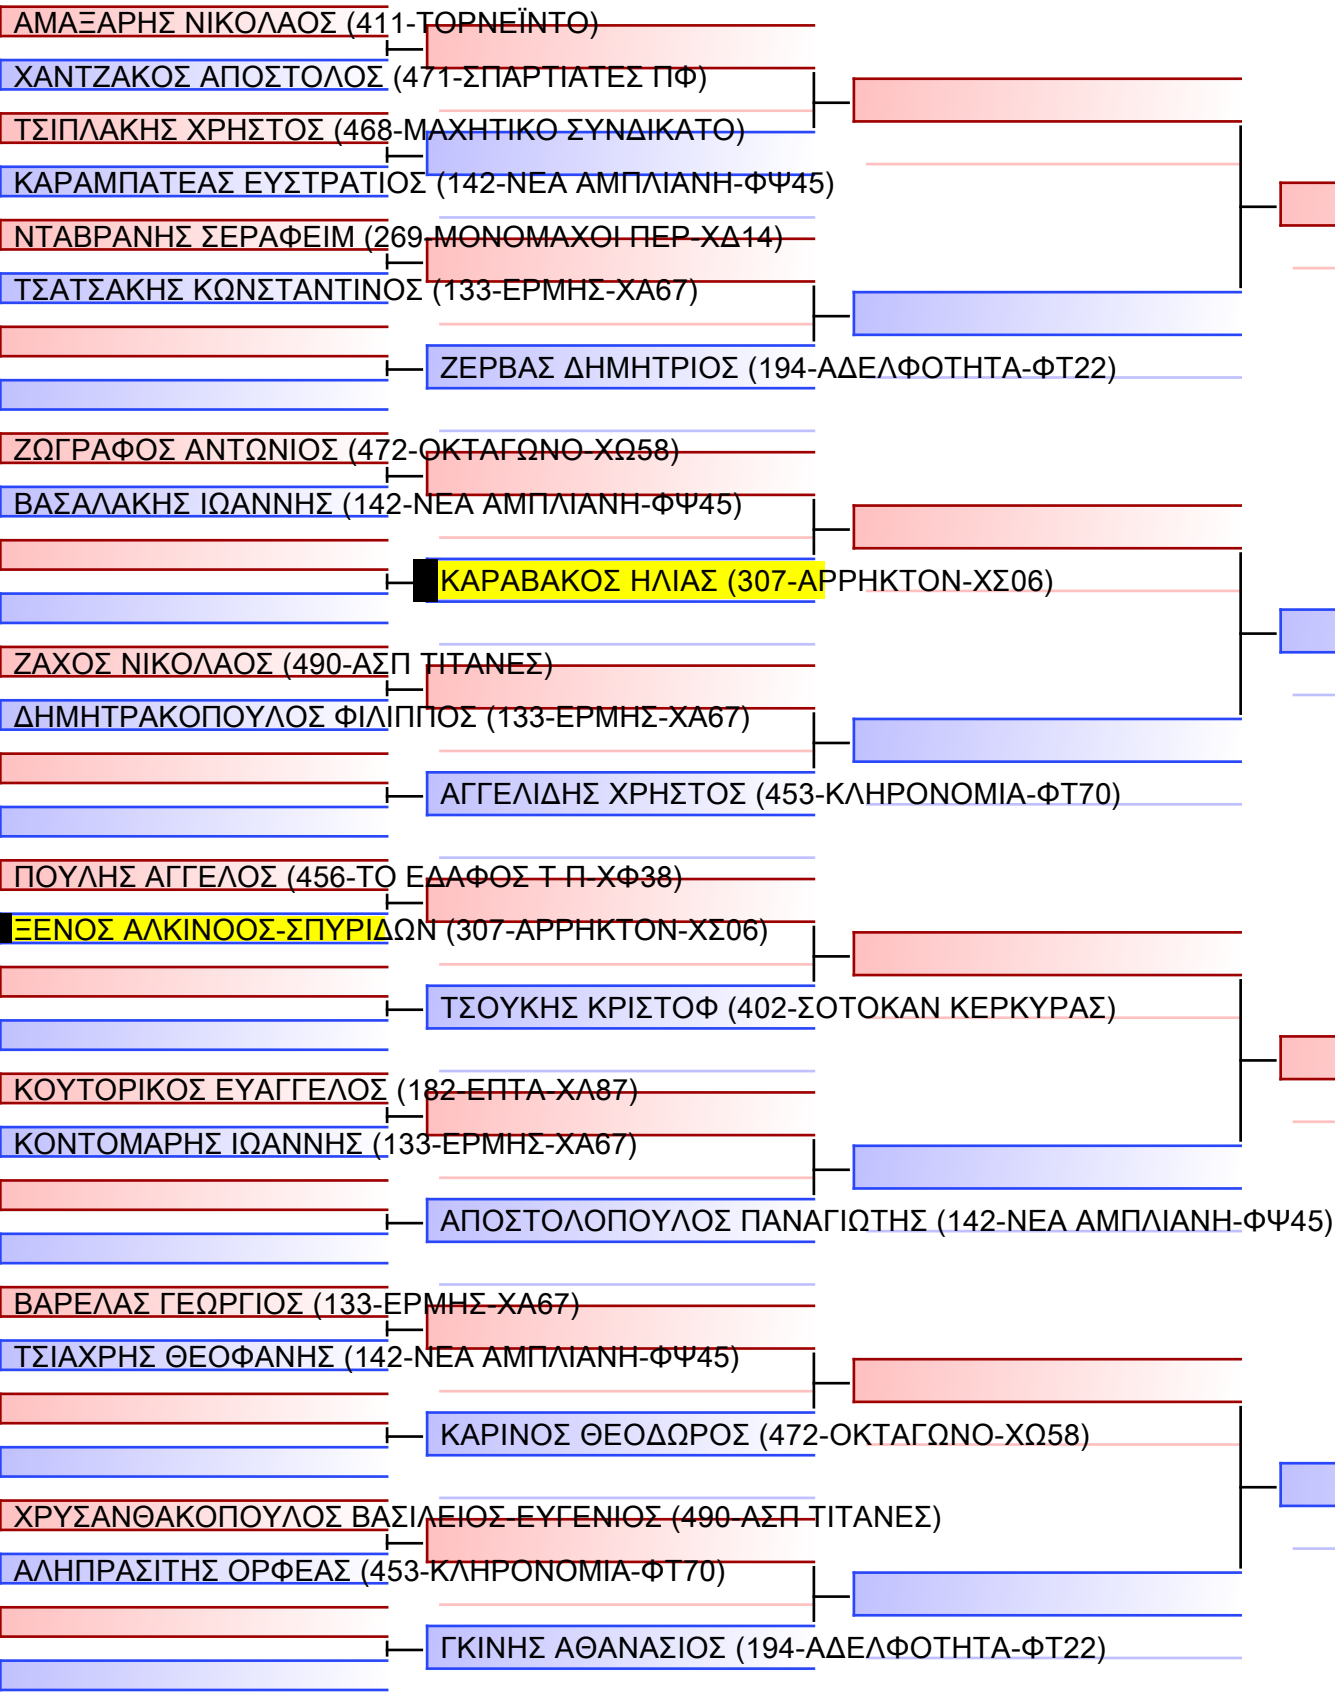 ΑΜΑΞΑΡΗΣ ΝΙΚΟΛΑΟΣ (411-ΤΟΡΝΕΪΝΤΟ)
ΧΑΝΤΖΑΚΟΣ ΑΠΟΣΤΟΛΟΣ (471-ΣΠΑΡΤΙΑΤΕΣ ΠΦ)
ΤΣΙΠΛΑΚΗΣ ΧΡΗΣΤΟΣ (468-ΜΑΧΗΤΙΚΟ ΣΥΝΔΙΚΑΤΟ)
ΚΑΡΑΜΠΑΤΕΑΣ ΕΥΣΤΡΑΤΙΟΣ (142-ΝΕΑ ΑΜΠΛΙΑΝΗ-ΦΨ45)
ΝΤΑΒΡΑΝΗΣ ΣΕΡΑΦΕΙΜ (269-ΜΟΝΟΜΑΧΟΙ ΠΕΡ-ΧΔ14)
ΤΣΑΤΣΑΚΗΣ ΚΩΝΣΤΑΝΤΙΝΟΣ (133-ΕΡΜΗΣ-ΧΑ67)
ΖΕΡΒΑΣ ΔΗΜΗΤΡΙΟΣ (194-ΑΔΕΛΦΟΤΗΤΑ-ΦΤ22)
ΖΩΓΡΑΦΟΣ ΑΝΤΩΝΙΟΣ (472-ΟΚΤΑΓΩΝΟ-ΧΩ58)
ΒΑΣΑΛΑΚΗΣ ΙΩΑΝΝΗΣ (142-ΝΕΑ ΑΜΠΛΙΑΝΗ-ΦΨ45)
ΚΑΡΑΒΑΚΟΣ ΗΛΙΑΣ (307-ΑΡΡΗΚΤΟΝ-ΧΣ06)
ΖΑΧΟΣ ΝΙΚΟΛΑΟΣ (490-ΑΣΠ ΤΙΤΑΝΕΣ)
ΔΗΜΗΤΡΑΚΟΠΟΥΛΟΣ ΦΙΛΙΠΠΟΣ (133-ΕΡΜΗΣ-ΧΑ67)
ΑΓΓΕΛΙΔΗΣ ΧΡΗΣΤΟΣ (453-ΚΛΗΡΟΝΟΜΙΑ-ΦΤ70)
ΠΟΥΛΗΣ ΑΓΓΕΛΟΣ (456-ΤΟ ΕΔΑΦΟΣ Τ Π-ΧΦ38)
ΞΕΝΟΣ ΑΛΚΙΝΟΟΣ-ΣΠΥΡΙΔΩΝ (307-ΑΡΡΗΚΤΟΝ-ΧΣ06)
ΤΣΟΥΚΗΣ ΚΡΙΣΤΟΦ (402-ΣΟΤΟΚΑΝ ΚΕΡΚΥΡΑΣ)
ΚΟΥΤΟΡΙΚΟΣ ΕΥΑΓΓΕΛΟΣ (182-ΕΠΤΑ-ΧΛ87)
ΚΟΝΤΟΜΑΡΗΣ ΙΩΑΝΝΗΣ (133-ΕΡΜΗΣ-ΧΑ67)
ΑΠΟΣΤΟΛΟΠΟΥΛΟΣ ΠΑΝΑΓΙΩΤΗΣ (142-ΝΕΑ ΑΜΠΛΙΑΝΗ-ΦΨ45)
ΒΑΡΕΛΑΣ ΓΕΩΡΓΙΟΣ (133-ΕΡΜΗΣ-ΧΑ67)
ΤΣΙΑΧΡΗΣ ΘΕΟΦΑΝΗΣ (142-ΝΕΑ ΑΜΠΛΙΑΝΗ-ΦΨ45)
ΚΑΡΙΝΟΣ ΘΕΟΔΩΡΟΣ (472-ΟΚΤΑΓΩΝΟ-ΧΩ58)
ΧΡΥΣΑΝΘΑΚΟΠΟΥΛΟΣ ΒΑΣΙΛΕΙΟΣ-ΕΥΓΕΝΙΟΣ (490-ΑΣΠ ΤΙΤΑΝΕΣ)
ΑΛΗΠΡΑΣΙΤΗΣ ΟΡΦΕΑΣ (453-ΚΛΗΡΟΝΟΜΙΑ-ΦΤ70)
ΓΚΙΝΗΣ ΑΘΑΝΑΣΙΟΣ (194-ΑΔΕΛΦΟΤΗΤΑ-ΦΤ22)